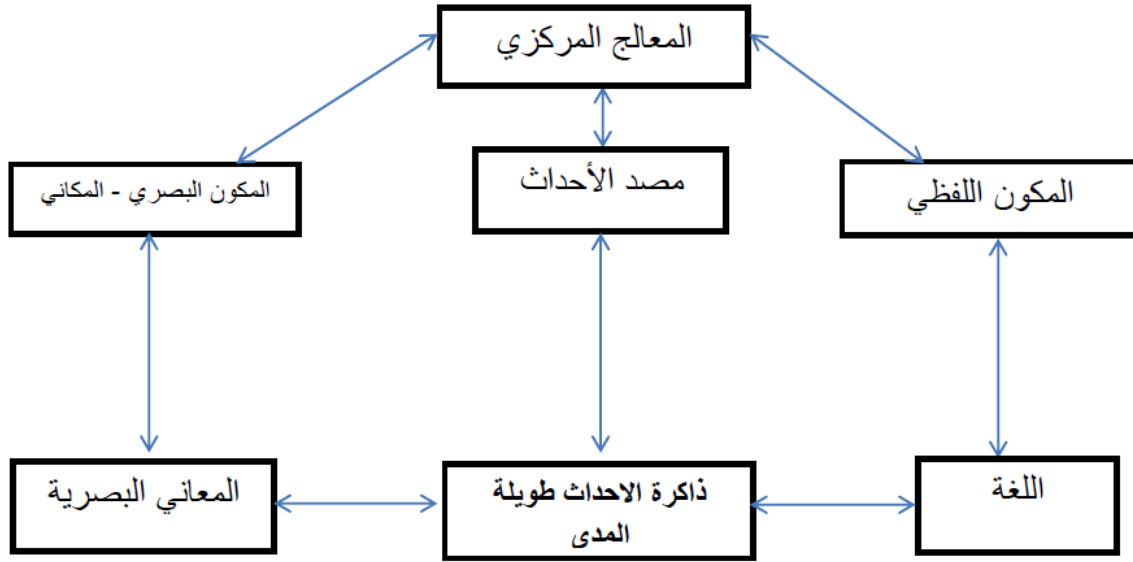 المعالج المركزي
المكون اللفظي
مصد الأحداث
المكون البصري - المكاني
اللغة
ذاكرة الاحداث طويلة
المدى
المعاني البصرية